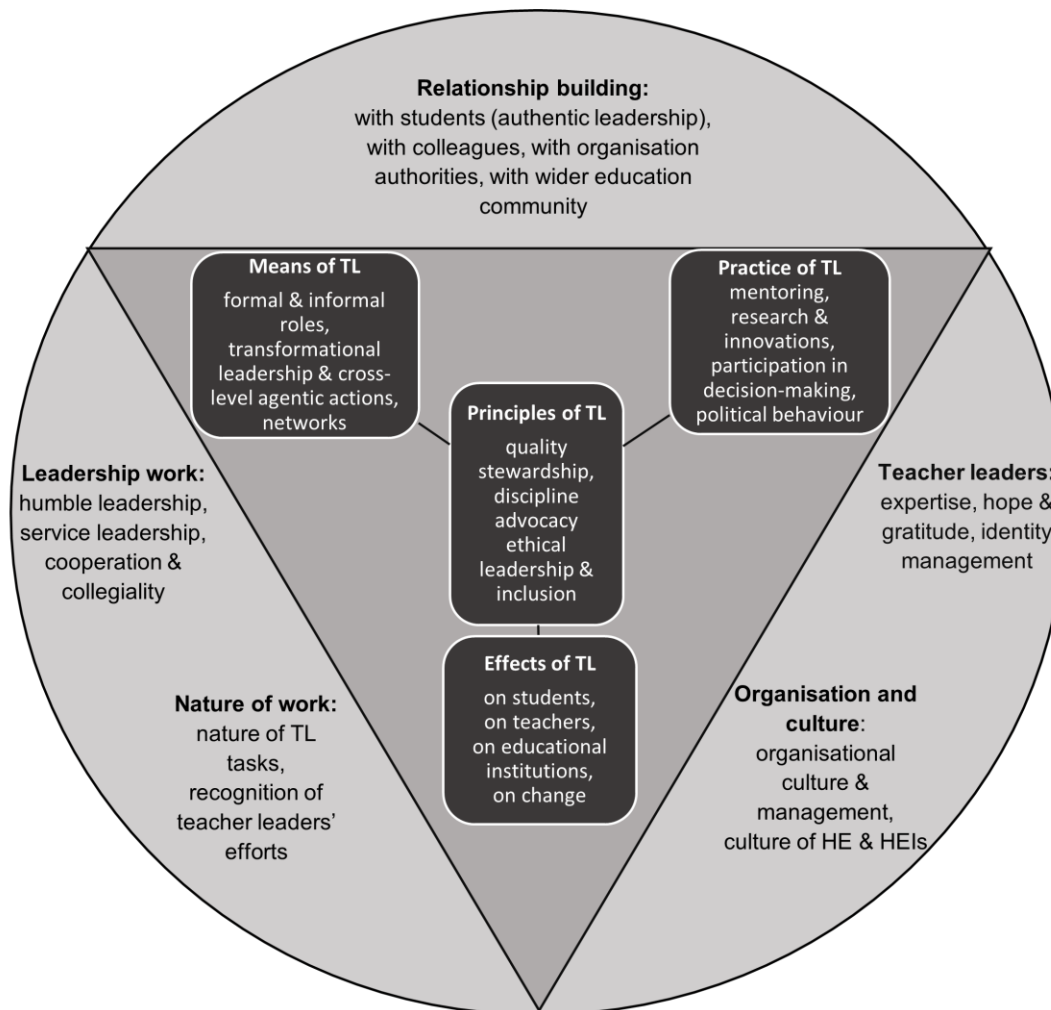 Relationship building:
with students (authentic leadership),
with colleagues, with organisation
authorities, with wider education
community
Means of TL
formal & informal
roles,
transformational
leadership & cross-
level agentic actions,
networks
Practice of TL
mentoring,
research &
innovations,
participation in
decision-making,
political behaviour
Principles of TL
quality
stewardship,
discipline
advocacy
ethical
leadership &
inclusion
Leadership work:
humble leadership,
service leadership,
cooperation &
collegiality
Teacher leaders:
expertise, hope &
gratitude, identity
management
Effects of TL
on students,
on teachers,
on educational
institutions,
on change
Nature of work:
nature of TL
tasks,
recognition of
teacher leaders’
efforts
Organisation and
culture:
organisational
culture &
management,
culture of HE & HEIs